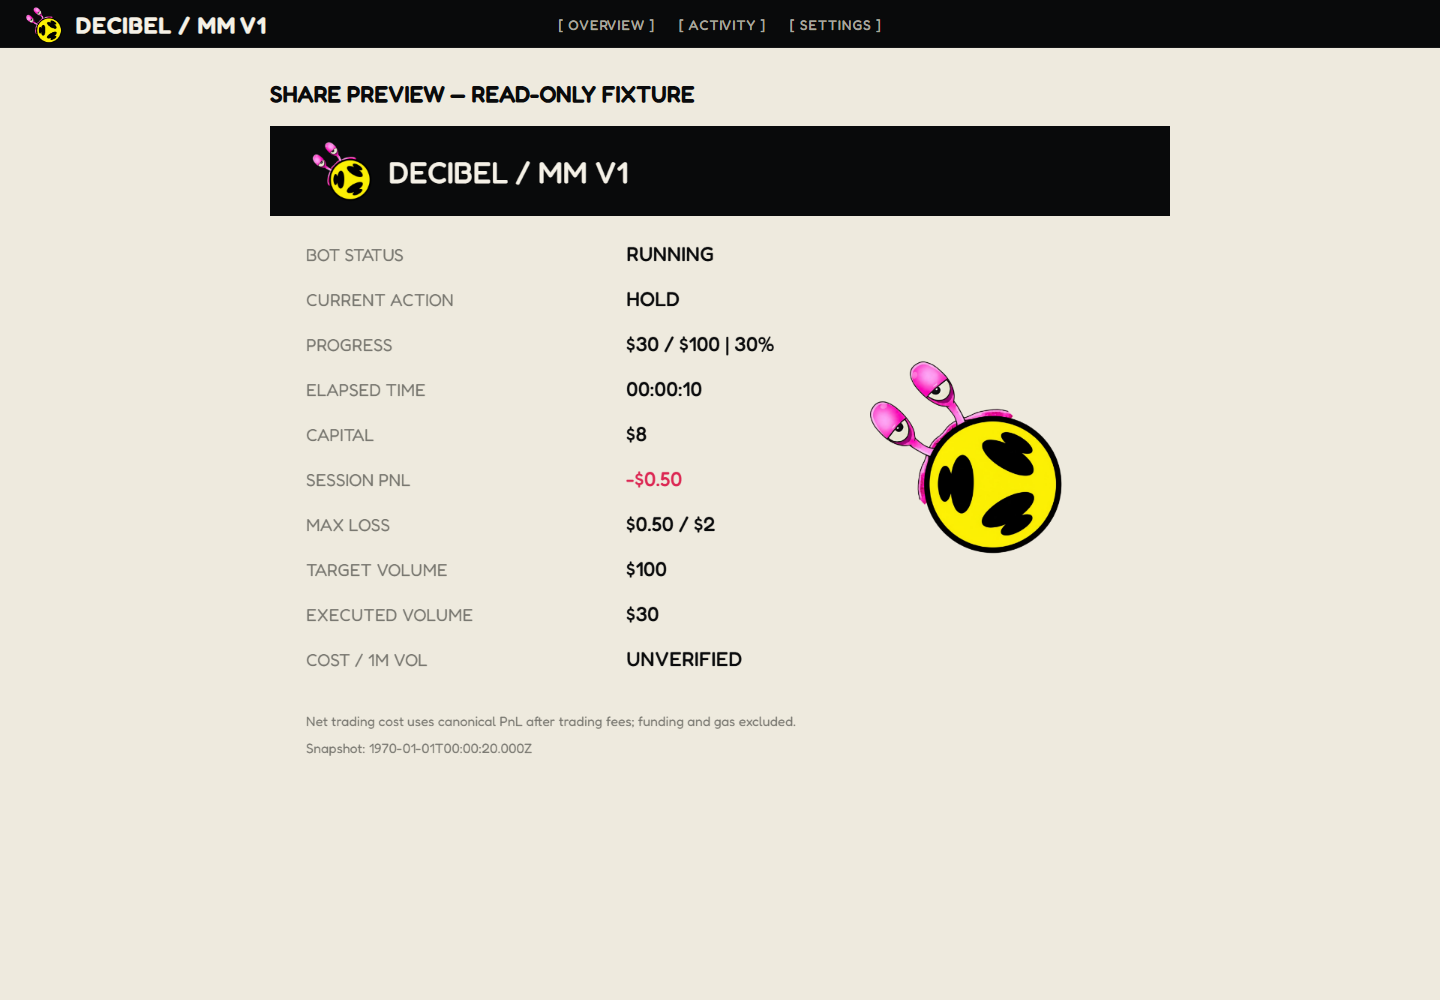 DECIBEL / MM V1
[ OVERVIEW ] [ ACTIVITY ] [ SETTINGS ]
SHARE PREVIEW — READ-ONLY FIXTURE
DECIBEL / MM V1
BOT STATUS RUNNING
CURRENT ACTION HOLD
PROGRESS $30 / $100 | 30%
ELAPSED TIME 00:00:10
CAPITAL $8
SESSION PNL -$0.50
MAX LOSS $0.50 / $2
TARGET VOLUME $100
EXECUTED VOLUME $30
COST / 1M VOL UNVERIFIED
Net trading cost uses canonical PnL after trading fees; funding and gas excluded.
Snapshot: 1970-01-01T00:00:20.000Z